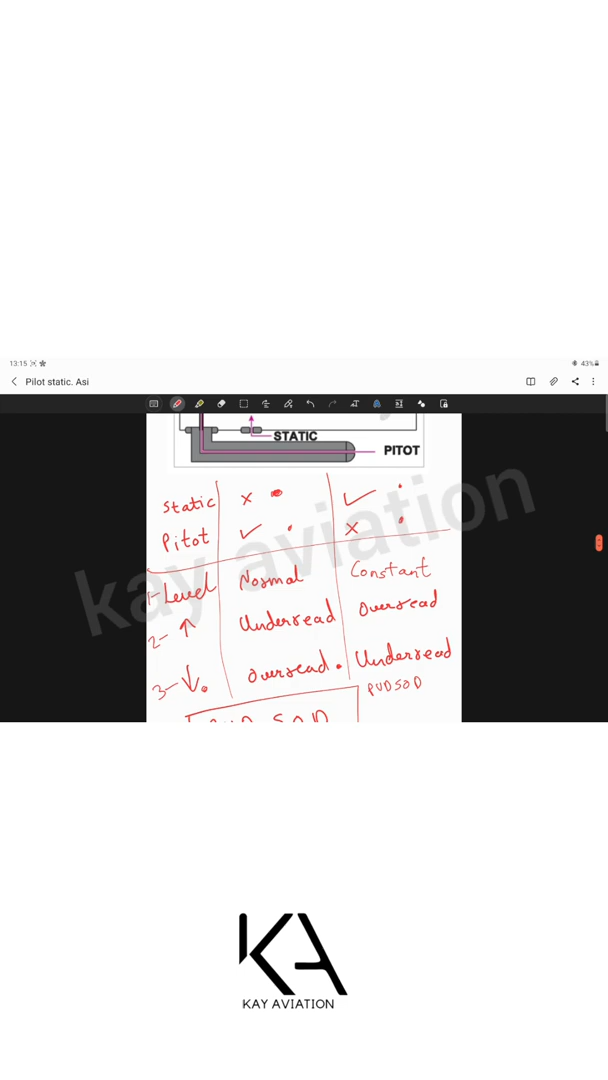 13:15
43%
Pilot static. Asi
STATIC
PITOT
Static × ✓
Pitot ✓ ×
1- Level Normal Constant
2- ↑ Underread Overread
3- ↓ Overread Underread
PUDSOD
kay aviation
KA
KAY AVIATION